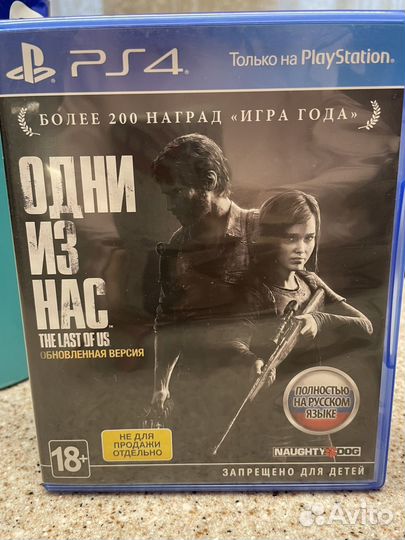 PS4
Только на PlayStation®
БОЛЕЕ 200 НАГРАД «ИГРА ГОДА»
ОДНИ
ИЗ
НАС™
THE LAST OF US
ОБНОВЛЕННАЯ ВЕРСИЯ
ПОЛНОСТЬЮ
НА РУССКОМ
ЯЗЫКЕ
НЕ ДЛЯ
ПРОДАЖИ
ОТДЕЛЬНО
18+
NAUGHTY DOG
ЗАПРЕЩЕНО ДЛЯ ДЕТЕЙ
Avito